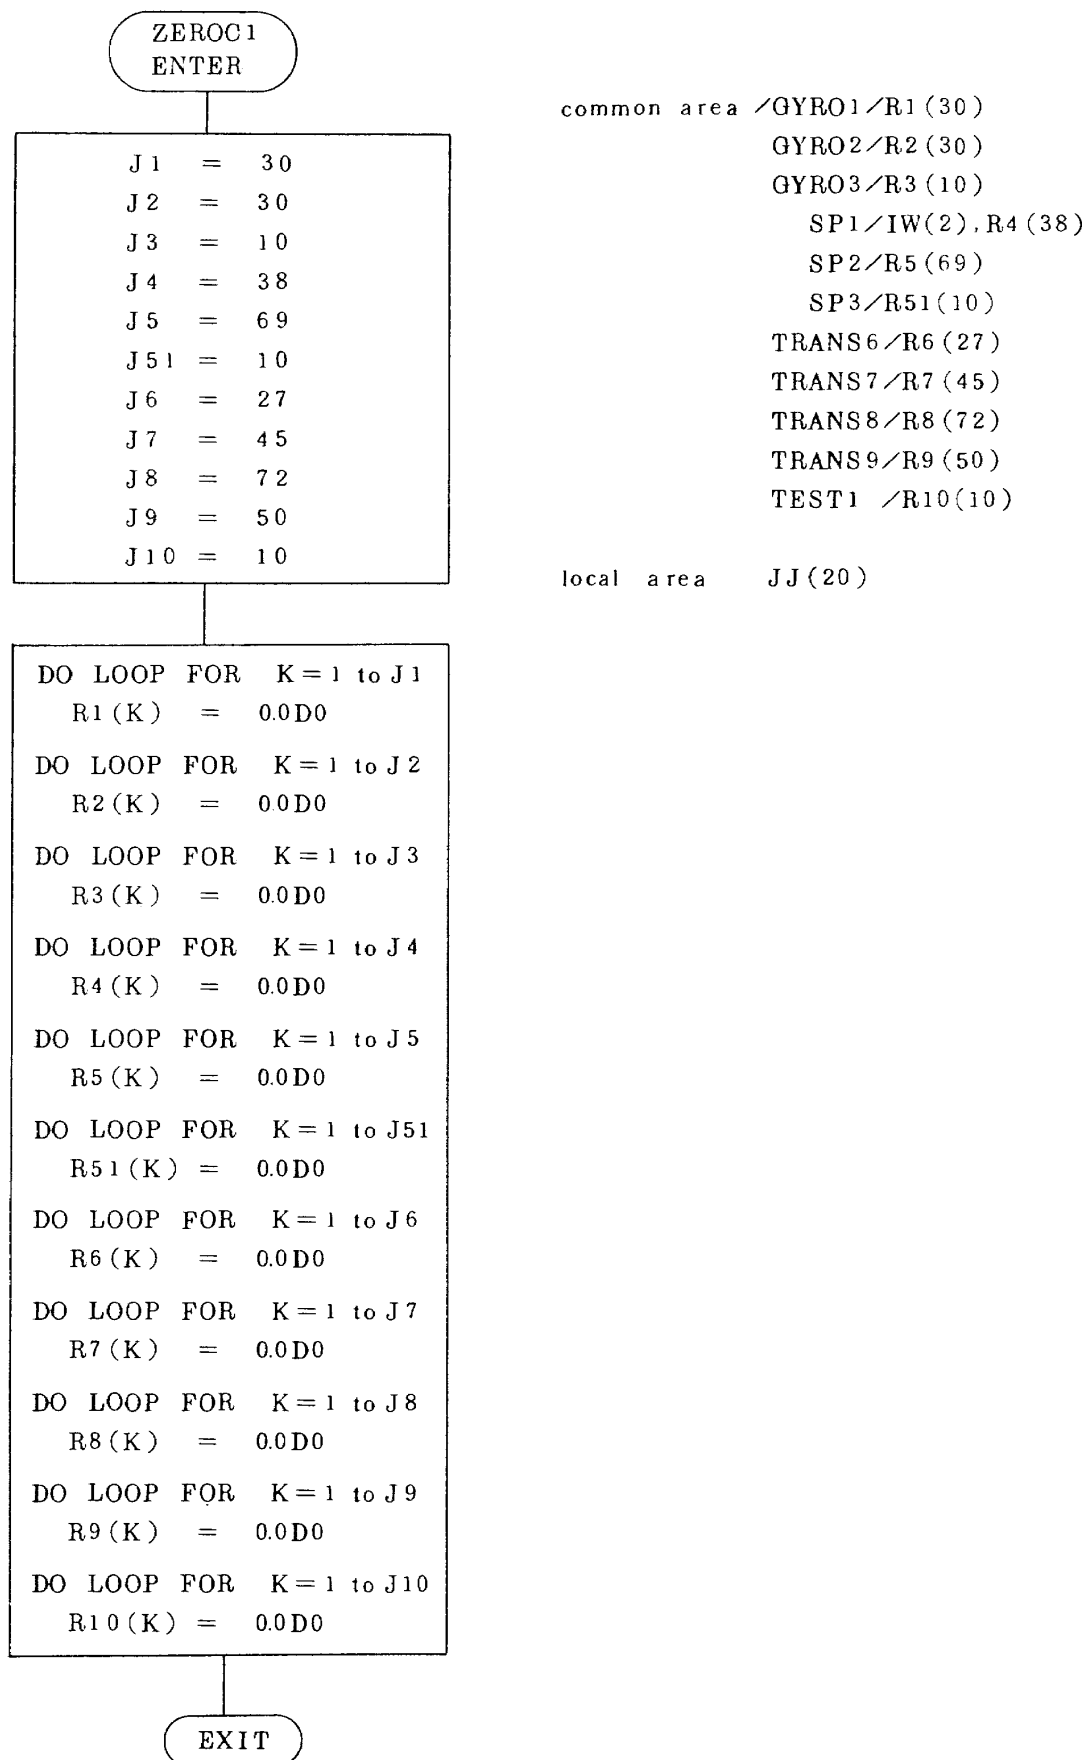 ZEROC1
ENTER
J1 = 30
J2 = 30
J3 = 10
J4 = 38
J5 = 69
J51 = 10
J6 = 27
J7 = 45
J8 = 72
J9 = 50
J10 = 10
common area /GYRO1/R1(30)
GYRO2/R2(30)
GYRO3/R3(10)
SP1/IW(2),R4(38)
SP2/R5(69)
SP3/R51(10)
TRANS6/R6(27)
TRANS7/R7(45)
TRANS8/R8(72)
TRANS9/R9(50)
TEST1 /R10(10)
local area JJ(20)
DO LOOP FOR K=1 to J1
R1(K) = 0.0D0
DO LOOP FOR K=1 to J2
R2(K) = 0.0D0
DO LOOP FOR K=1 to J3
R3(K) = 0.0D0
DO LOOP FOR K=1 to J4
R4(K) = 0.0D0
DO LOOP FOR K=1 to J5
R5(K) = 0.0D0
DO LOOP FOR K=1 to J51
R51(K) = 0.0D0
DO LOOP FOR K=1 to J6
R6(K) = 0.0D0
DO LOOP FOR K=1 to J7
R7(K) = 0.0D0
DO LOOP FOR K=1 to J8
R8(K) = 0.0D0
DO LOOP FOR K=1 to J9
R9(K) = 0.0D0
DO LOOP FOR K=1 to J10
R10(K) = 0.0D0
EXIT